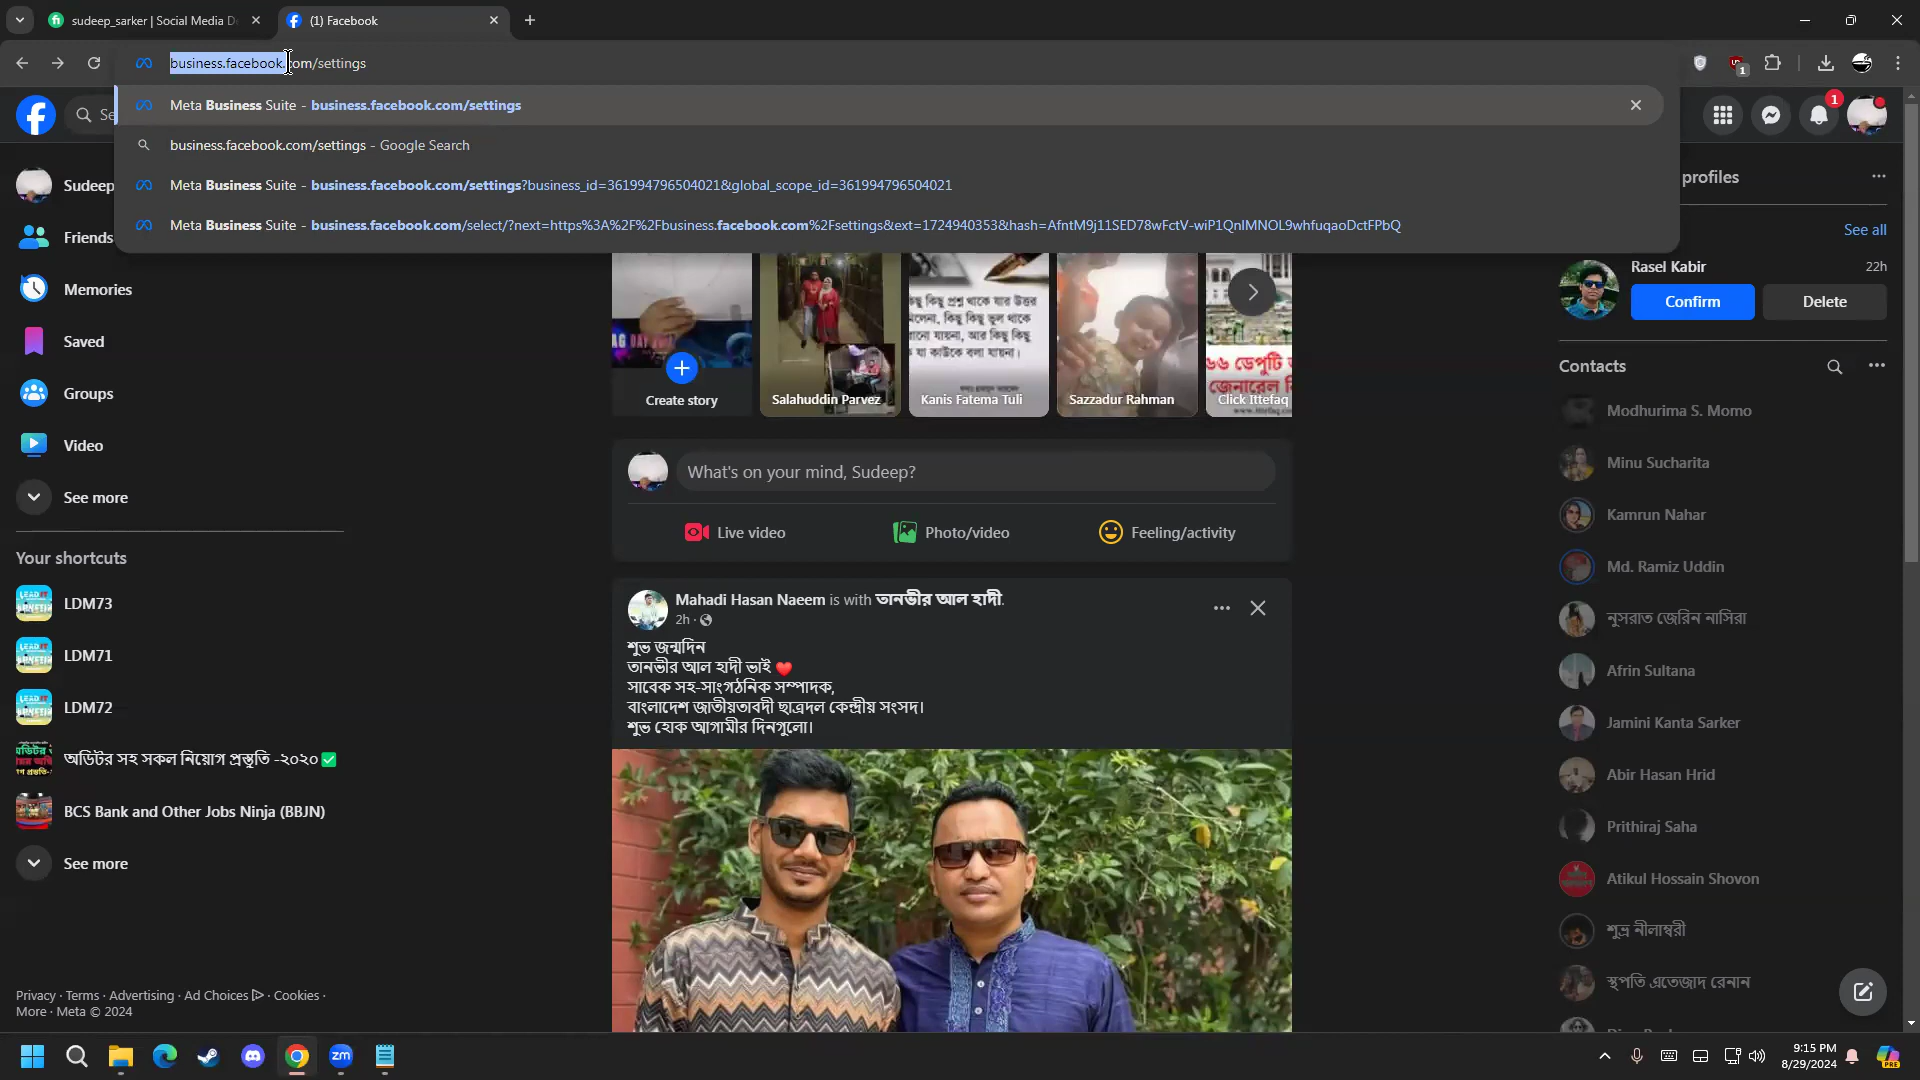 sudeep_sarker | Social Media D
(1) Facebook
business.facebook.com/settings
Meta Business Suite - business.facebook.com/settings
business.facebook.com/settings - Google Search
Meta Business Suite - business.facebook.com/settings?business_id=361994796504021&global_scope_id=361994796504021
Meta Business Suite - business.facebook.com/select/?next=https%3A%2F%2Fbusiness.facebook.com%2Fsettings&ext=1724940353&hash=AfntM9j11SED78wFctV-wiP1QnlMNOL9whfuqaoDctFPbQ
1
1
Se
Sudeep
Friends
Memories
Saved
Groups
Video
See more
Your shortcuts
LDM73
LDM71
LDM72
অডিটর সহ সকল নিয়োগ প্রস্তুতি -২০২০ ✅
BCS Bank and Other Jobs Ninja (BBJN)
See more
Privacy · Terms · Advertising · Ad Choices · Cookies ·
More · Meta © 2024
Create story
Salahuddin Parvez
Kanis Fatema Tuli
Sazzadur Rahman
৬৬ ডেপুটি
Click Ittefaq
What's on your mind, Sudeep?
Live video
Photo/video
Feeling/activity
Mahadi Hasan Naeem is with তানভীর আল হাদী.
2h ·
শুভ জন্মদিন
তানভীর আল হাদী ভাই ❤️
সাবেক সহ-সাংগঠনিক সম্পাদক,
বাংলাদেশ জাতীয়তাবদী ছাত্রদল কেন্দ্রীয় সংসদ।
শুভ হোক আগামীর দিনগুলো।
profiles
See all
Rasel Kabir
22h
Confirm
Delete
Contacts
Modhurima S. Momo
Minu Sucharita
Kamrun Nahar
Md. Ramiz Uddin
নুসরাত জেরিন নাসিরা
Afrin Sultana
Jamini Kanta Sarker
Abir Hasan Hrid
Prithiraj Saha
Atikul Hossain Shovon
শুভ্র নীলাম্বরী
স্থপতি এতেজাদ রেনান
zm
9:15 PM
8/29/2024
PRE